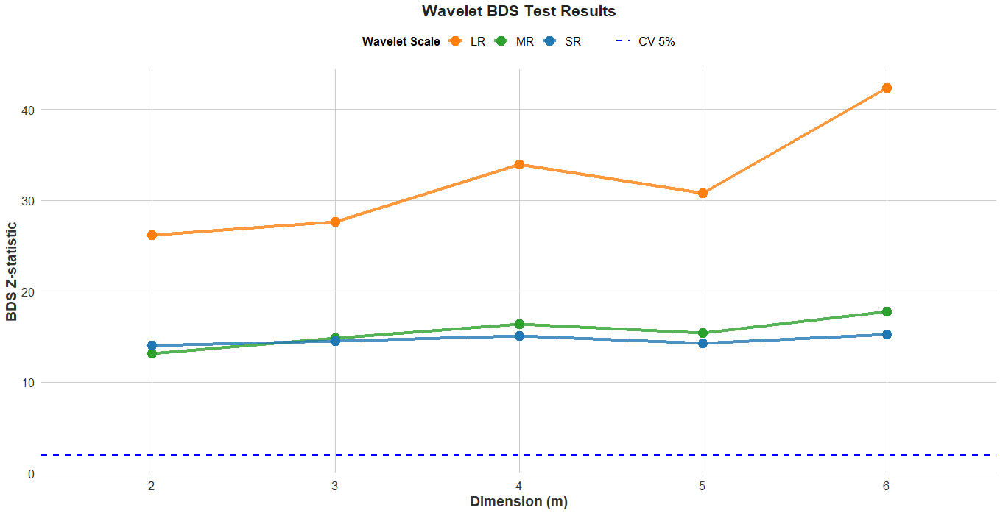 Wavelet BDS Test Results
Wavelet Scale LR MR SR CV 5%
BDS Z-statistic
40
30
20
10
0
2 3 4 5 6
Dimension (m)